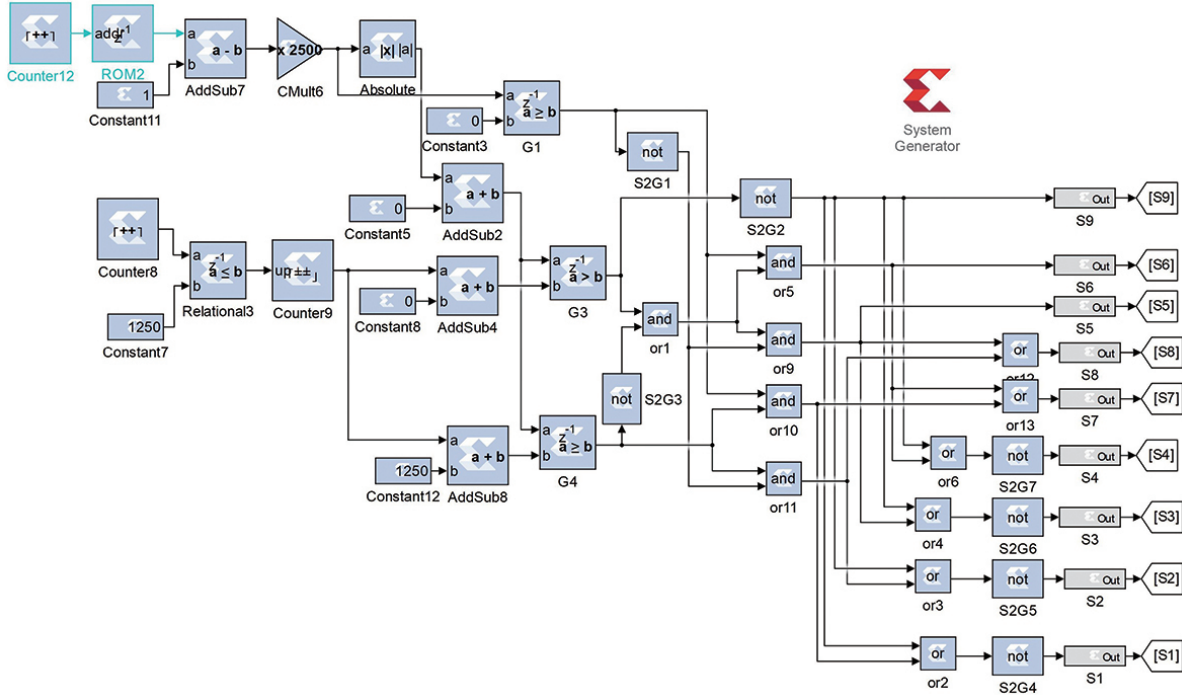 [++]
Counter12
addr z-1
ROM2
a
b
a - b
AddSub7
1
Constant11
x 2500
CMult6
a |x| |a|
Absolute
0
Constant3
a
b
z-1
a ≥ b
G1
not
S2G1
System
Generator
a
b
a + b
AddSub2
0
Constant5
not
S2G2
Out
S9
[S9]
[++]
Counter8
a
b
z-1
a ≤ b
Relational3
1250
Constant7
up ±±
Counter9
0
Constant8
a
b
a + b
AddSub4
a
b
z-1
a > b
G3
and
or1
and
or5
Out
S6
[S6]
Out
S5
[S5]
and
or9
or
or12
Out
S8
[S8]
not
S2G3
and
or10
or
or13
Out
S7
[S7]
1250
Constant12
a
b
a + b
AddSub8
a
b
z-1
a ≥ b
G4
and
or11
or
or6
not
S2G7
Out
S4
[S4]
or
or4
not
S2G6
Out
S3
[S3]
or
or3
not
S2G5
Out
S2
[S2]
or
or2
not
S2G4
Out
S1
[S1]